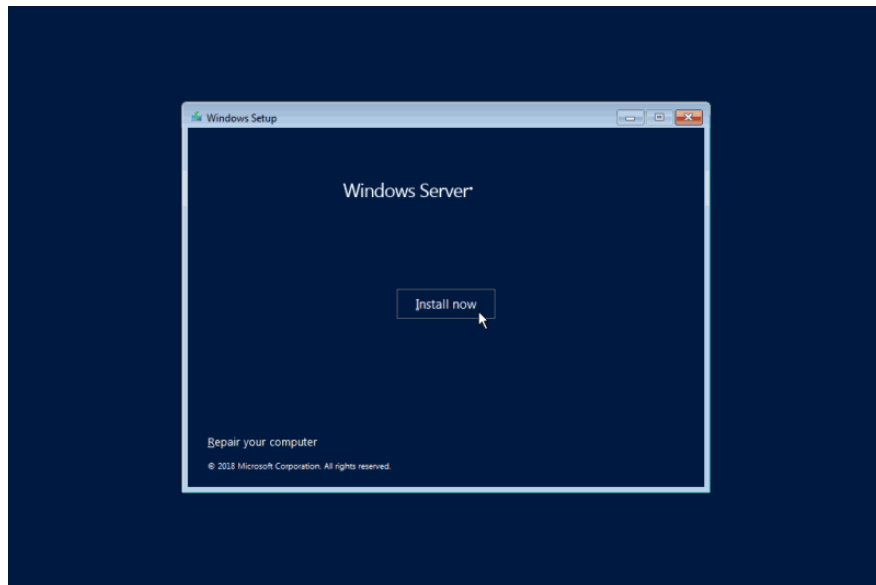 Windows Setup
Windows Server
Install now
Repair your computer
© 2018 Microsoft Corporation. All rights reserved.